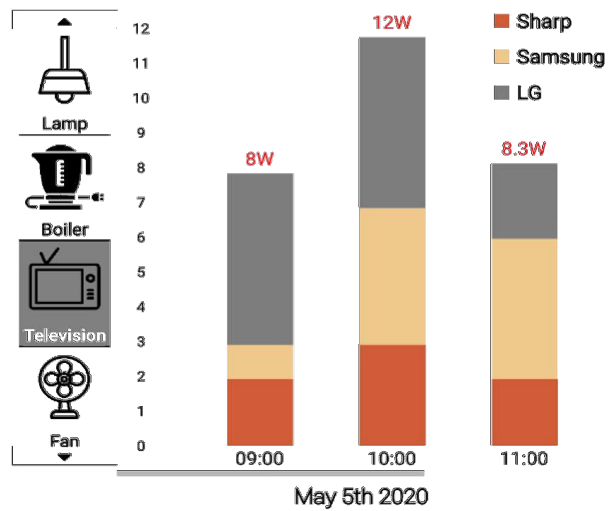 Lamp
Boiler
Television
Fan
12
11
10
9
8
7
6
5
4
3
2
1
0
8W
12W
8.3W
Sharp
Samsung
LG
09:00
10:00
11:00
May 5th 2020